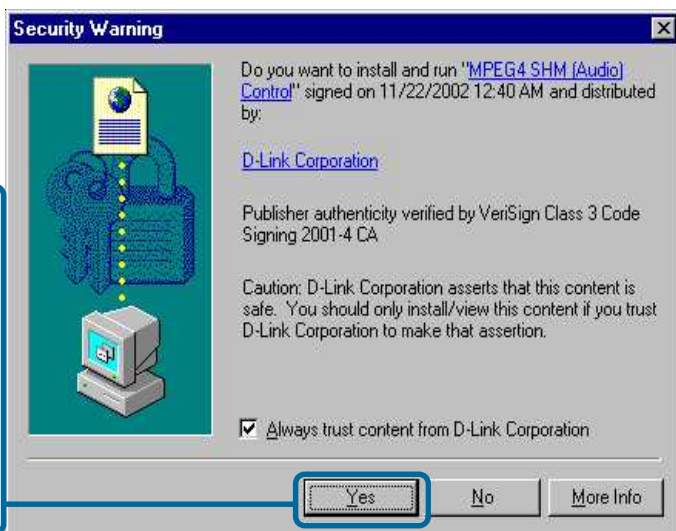 Security Warning
Do you want to install and run "MPEG4 SHM (Audio)
Control" signed on 11/22/2002 12:40 AM and distributed
by:
D-Link Corporation
Publisher authenticity verified by VeriSign Class 3 Code
Signing 2001-4 CA
Caution: D-Link Corporation asserts that this content is
safe. You should only install/view this content if you trust
D-Link Corporation to make that assertion.
Always trust content from D-Link Corporation
Yes No More Info